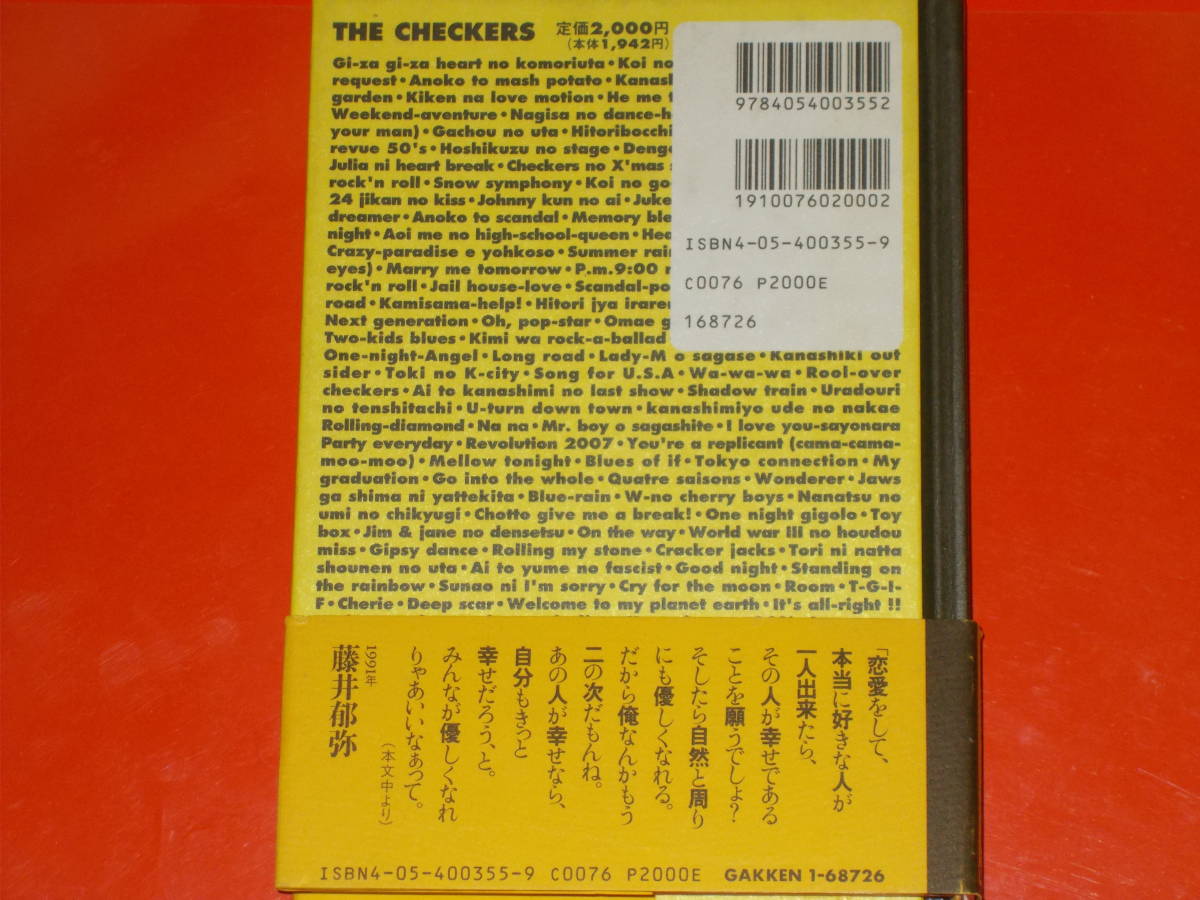 THE CHECKERS 定価2,000円
(本体1,942円)
Gi-za gi-za heart no komoriuta・Koi no
request・Anoko to mash potato・Kanash
garden・Kiken na love motion・He me
Weekend-aventure・Nagisa no dance-h
your man)・Gachou no uta・Hitoribocchi
revue 50's・Hoshikuzu no stage・Denge
Julia ni heart break・Checkers no X'mas
rock'n roll・Snow symphony・Koi no go
24 jikan no kiss・Johnny kun no ai・Juke
dreamer・Anoko to scandal・Memory ble
night・Aoi me no high-school-queen・Hea
Crazy-paradise e yohkoso・Summer rai
eyes)・Marry me tomorrow・P.m.9:00
rock'n roll・Jail house-love・Scandal-po
road・Kamisama-help!・Hitori jya irare
Next generation・Oh, pop-star・Omae g
Two-kids blues・Kimi wa rock-a-ballad
One-night-Angel・Long road・Lady-M o sagase・Kanashiki out
sider・Toki no K-city・Song for U.S.A・Wa-wa-wa・Rool-over
checkers・Ai to kanashimi no last show・Shadow train・Uradouri
no tenshitachi・U-turn down town・kanashimiyo ude no nakae
Rolling-diamond・Na na・Mr. boy o sagashite・I love you-sayonara
Party everyday・Revolution 2007・You're a replicant (cama-cama-
moo-moo)・Mellow tonight・Blues of if・Tokyo connection・My
graduation・Go into the whole・Quatre saisons・Wonderer・Jaws
ga shima ni yattekita・Blue-rain・W-no cherry boys・Nanatsu no
umi no chikyugi・Chotto give me a break!・One night gigolo・Toy
box・Jim & jane no densetsu・On the way・World war III no houdou
miss・Gipsy dance・Rolling my stone・Cracker jacks・Tori ni natta
shounen no uta・Ai to yume no fascist・Good night・Standing on
the rainbow・Sunao ni I'm sorry・Cry for the moon・Room・T-G-I-
F・Cherie・Deep scar・Welcome to my planet earth・It's all-right !!
9784054003552
1910076020002
ISBN4-05-400355-9
C0076 P2000E
168726
「恋愛をして、
本当に好きな人が
一人出来たら、
その人が幸せである
ことを願うでしょ？
そしたら自然と周り
にも優しくなれる。
だから俺なんかもう
二の次だもんね。
あの人が幸せなら、
自分もきっと
幸せだろう、と。
みんなが優しくなれ
りゃあいいなぁって。
(本文中より)
1991年
藤井郁弥
ISBN4-05-400355-9 C0076 P2000E GAKKEN 1-68726